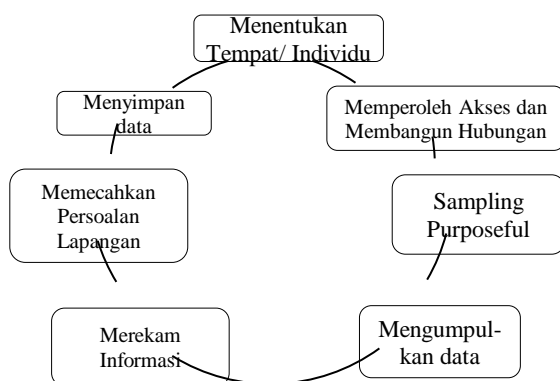 Menentukan
Tempat/ Individu
Memperoleh Akses dan
Membangun Hubungan
Sampling
Purposeful
Mengumpul-
kan data
Merekam
Informasi
Memecahkan
Persoalan
Lapangan
Menyimpan
data